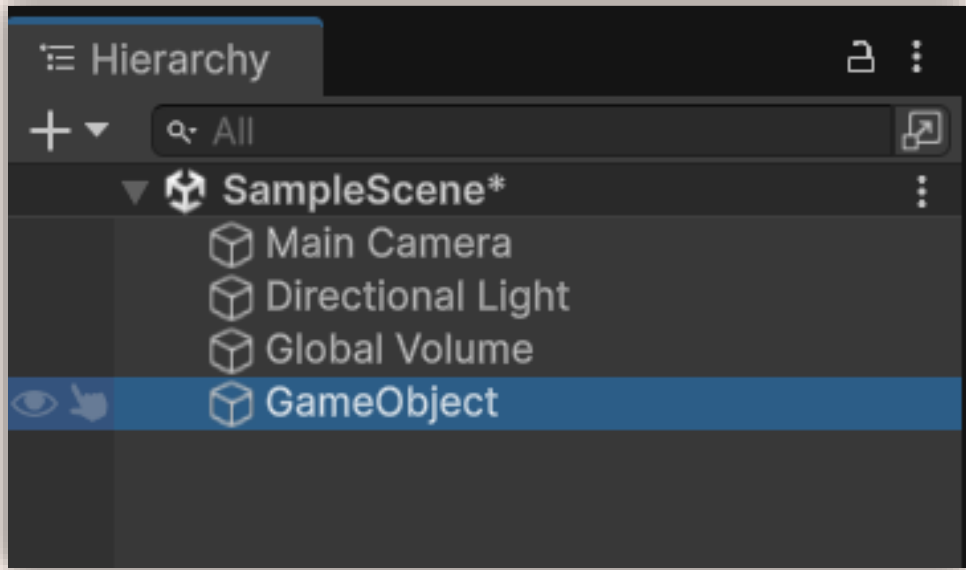 Hierarchy
All
SampleScene*
Main Camera
Directional Light
Global Volume
GameObject